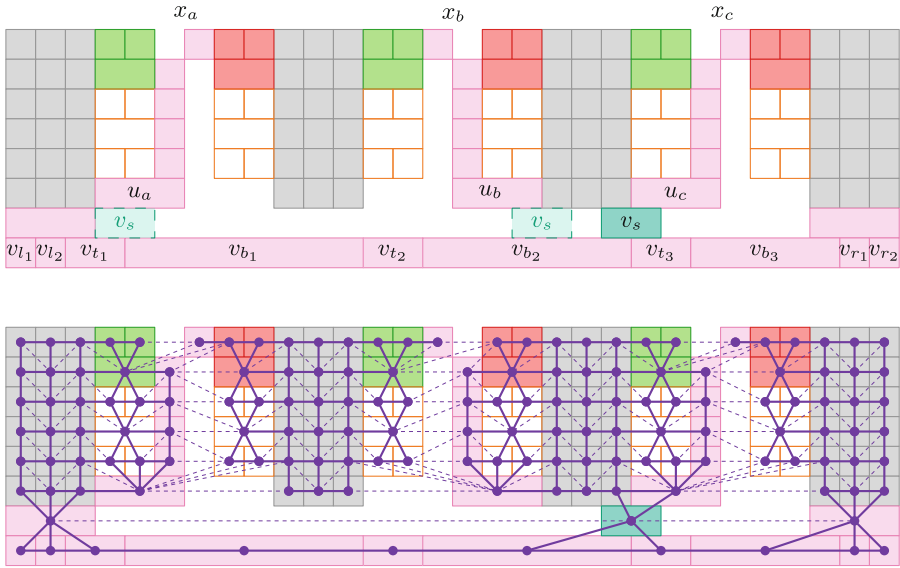 x_a x_b x_c
u_a u_b u_c
v_s v_s v_s
v_{l_1} v_{l_2} v_{t_1} v_{b_1} v_{t_2} v_{b_2} v_{t_3} v_{b_3} v_{r_1} v_{r_2}